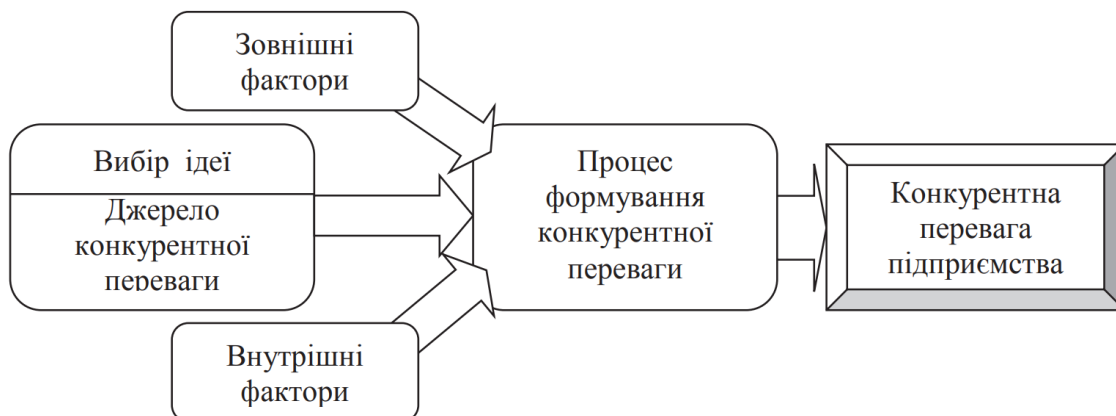 Зовнішні
фактори
Вибір ідеї
Джерело
конкурентної
переваги
Внутрішні
фактори
Процес
формування
конкурентної
переваги
Конкурентна
перевага
підприємства